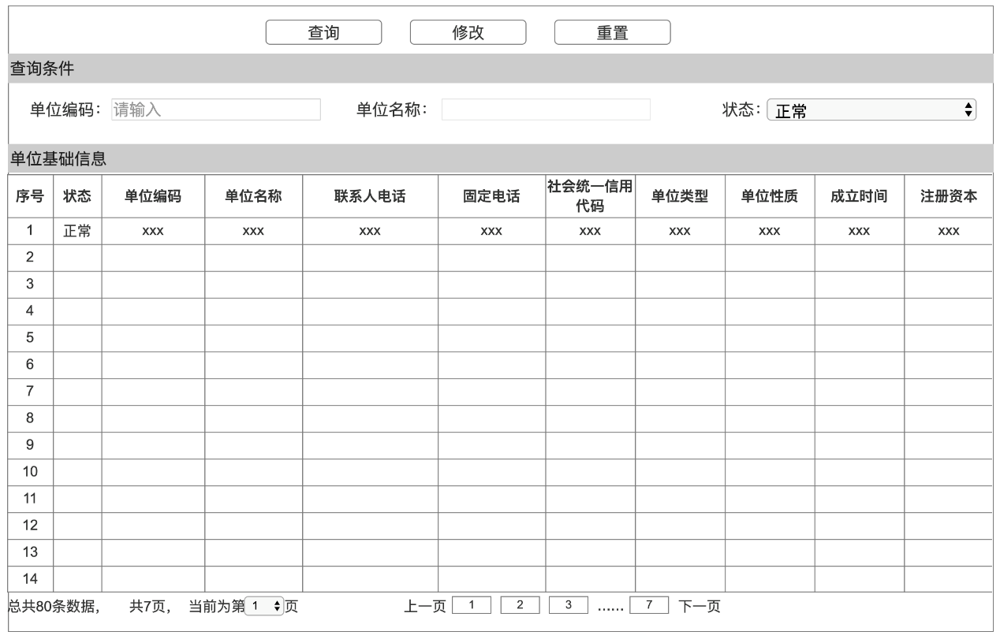 查询 修改 重置
查询条件
单位编码： 请输入 单位名称： 状态： 正常
单位基础信息
序号 状态 单位编码 单位名称 联系人电话 固定电话 社会统一信用代码 单位类型 单位性质 成立时间 注册资本
1 正常 xxx xxx xxx xxx xxx xxx xxx xxx xxx
2
3
4
5
6
7
8
9
10
11
12
13
14
总共80条数据， 共7页， 当前为第 1 页 上一页 1 2 3 …… 7 下一页